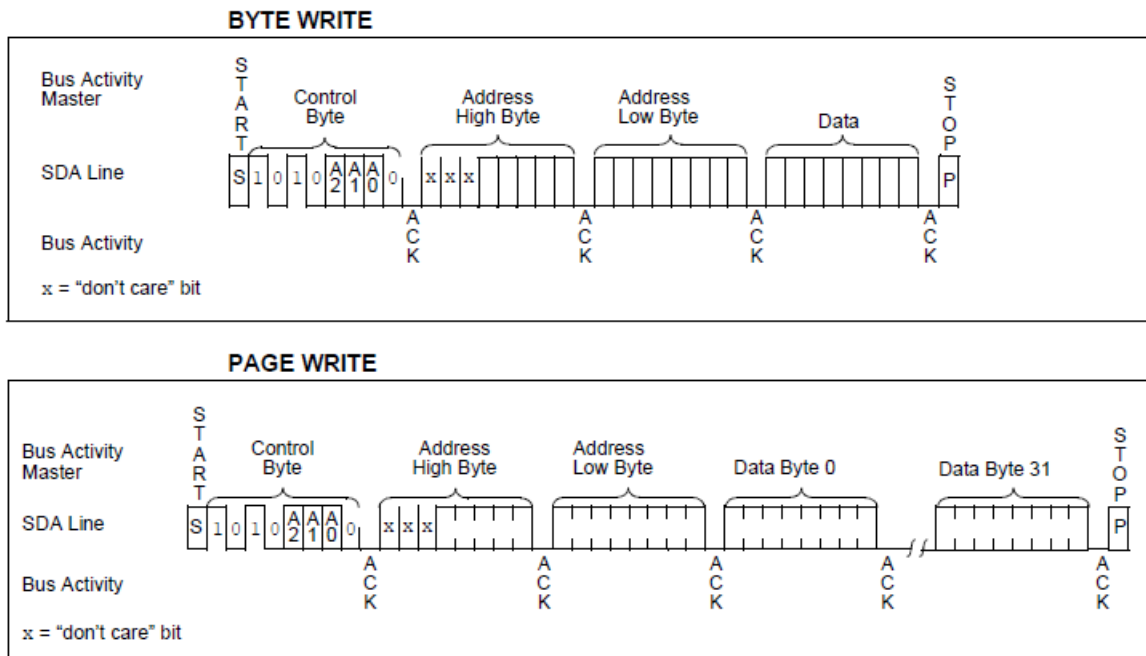 BYTE WRITE
Bus Activity
Master
START
Control
Byte
Address
High Byte
Address
Low Byte
Data
STOP
SDA Line
S 1 0 1 0 A2 A1 A0 0
x x x
P
Bus Activity
ACK
ACK
ACK
ACK
x = “don’t care” bit
PAGE WRITE
Bus Activity
Master
START
Control
Byte
Address
High Byte
Address
Low Byte
Data Byte 0
Data Byte 31
STOP
SDA Line
S 1 0 1 0 A2 A1 A0 0
x x x
P
Bus Activity
ACK
ACK
ACK
ACK
ACK
x = “don’t care” bit